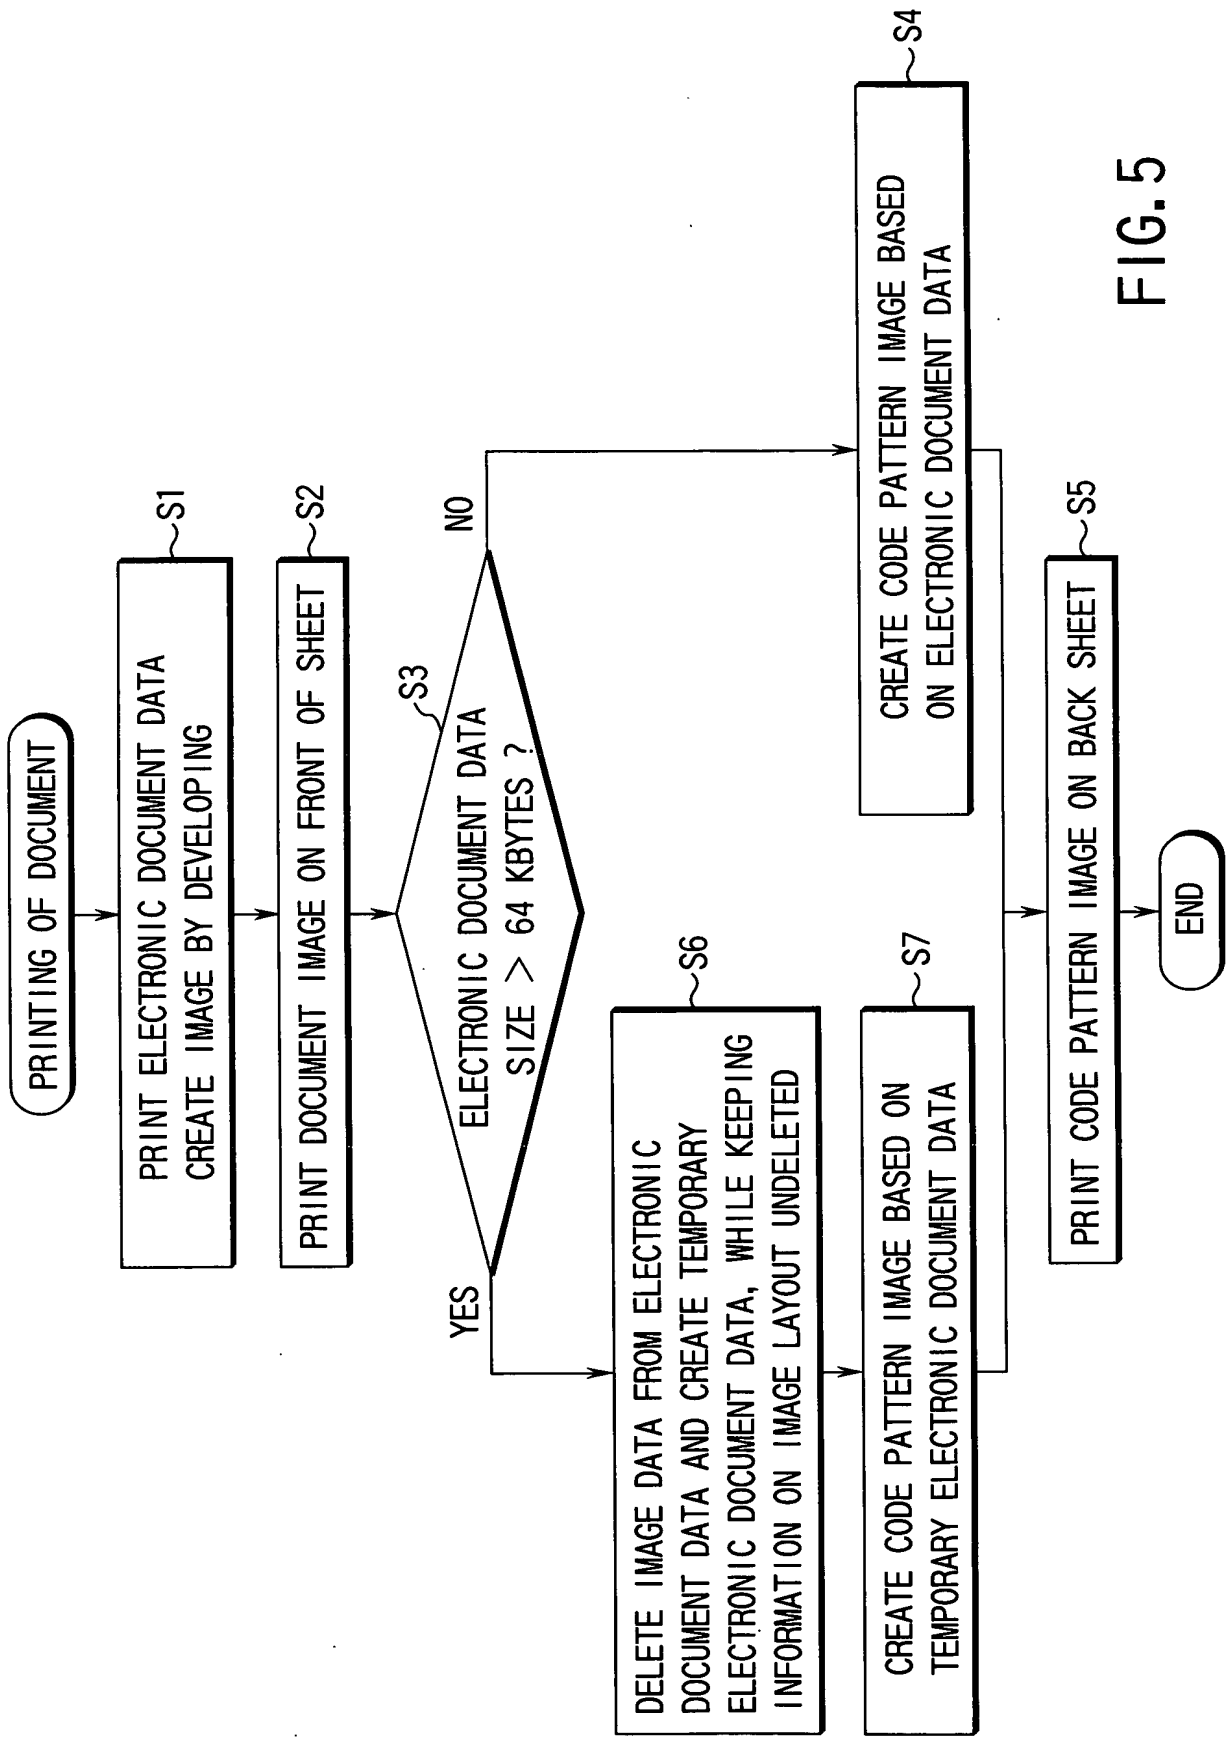 PRINTING OF DOCUMENT
PRINT ELECTRONIC DOCUMENT DATA
CREATE IMAGE BY DEVELOPING
S1
PRINT DOCUMENT IMAGE ON FRONT OF SHEET
S2
S3
ELECTRONIC DOCUMENT DATA
SIZE > 64 KBYTES ?
YES
NO
DELETE IMAGE DATA FROM ELECTRONIC
DOCUMENT DATA AND CREATE TEMPORARY
ELECTRONIC DOCUMENT DATA, WHILE KEEPING
INFORMATION ON IMAGE LAYOUT UNDELETED
S6
CREATE CODE PATTERN IMAGE BASED ON
TEMPORARY ELECTRONIC DOCUMENT DATA
S7
CREATE CODE PATTERN IMAGE BASED
ON ELECTRONIC DOCUMENT DATA
S4
PRINT CODE PATTERN IMAGE ON BACK SHEET
S5
END
FIG. 5